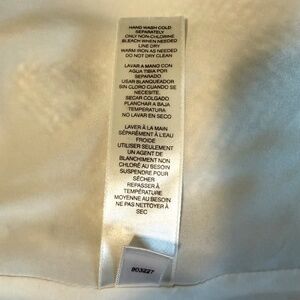 HAND WASH COLD
SEPARATELY
ONLY NON-CHLORINE
BLEACH WHEN NEEDED
LINE DRY
WARM IRON AS NEEDED
DO NOT DRY CLEAN
LAVAR A MANO CON
AGUA TIBIA POR
SEPARADO
USAR BLANQUEADOR
SIN CLORO CUANDO SE
NECESITE.
SECAR COLGADO
PLANCHAR A BAJA
TEMPERATURA
NO LAVAR EN SECO
LAVER À LA MAIN
SÉPARÉMENT À L'EAU
FROIDE
UTILISER SEULEMENT
UN AGENT DE
BLANCHIMENT NON
CHLORÉ AU BESOIN
SUSPENDRE POUR
SÉCHER
REPASSER À
TEMPÉRATURE
MOYENNE AU BESOIN
NE PAS NETTOYER À
SEC
903227